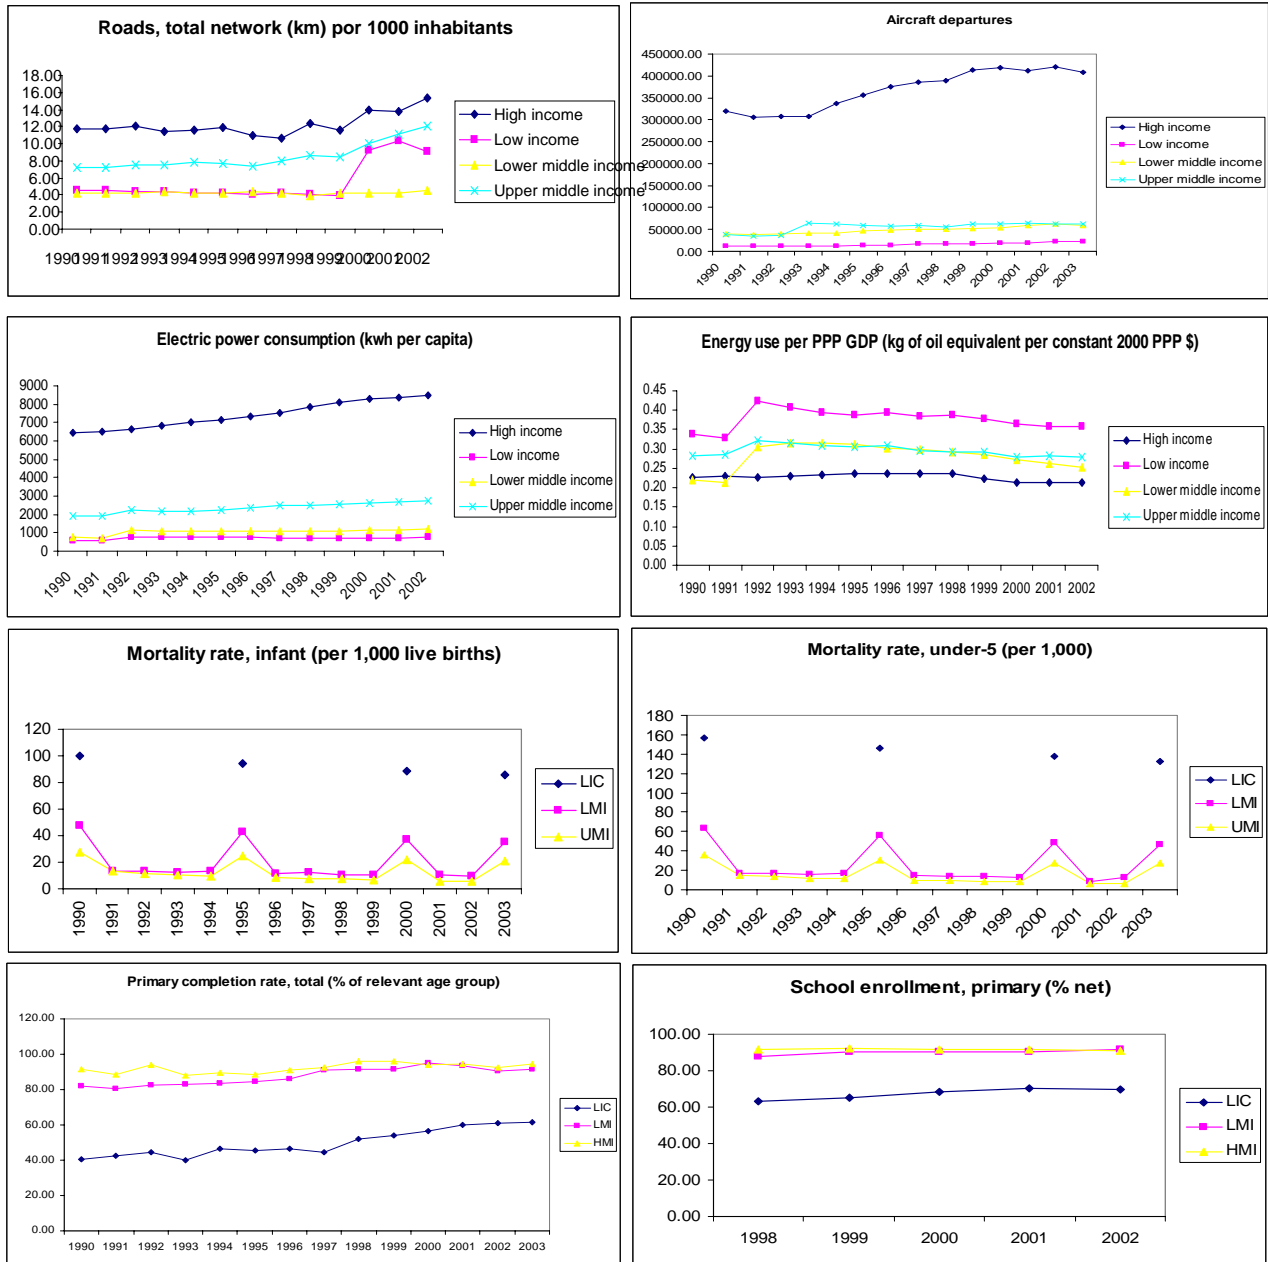 Roads, total network (km) por 1000 inhabitants
18.00
16.00
14.00
12.00
10.00
8.00
6.00
4.00
2.00
0.00
1990 1991 1992 1993 1994 1995 1996 1997 1998 1999 2000 2001 2002
High income
Low income
Lower middle income
Upper middle income
Aircraft departures
450000.00
400000.00
350000.00
300000.00
250000.00
200000.00
150000.00
100000.00
50000.00
0.00
1990 1991 1992 1993 1994 1995 1996 1997 1998 1999 2000 2001 2002 2003
High income
Low income
Lower middle income
Upper middle income
Electric power consumption (kwh per capita)
9000
8000
7000
6000
5000
4000
3000
2000
1000
0
1990 1991 1992 1993 1994 1995 1996 1997 1998 1999 2000 2001 2002
High income
Low income
Lower middle income
Upper middle income
Energy use per PPP GDP (kg of oil equivalent per constant 2000 PPP $)
0.45
0.40
0.35
0.30
0.25
0.20
0.15
0.10
0.05
0.00
1990 1991 1992 1993 1994 1995 1996 1997 1998 1999 2000 2001 2002
High income
Low income
Lower middle income
Upper middle income
Mortality rate, infant (per 1,000 live births)
120
100
80
60
40
20
0
1990 1991 1992 1993 1994 1995 1996 1997 1998 1999 2000 2001 2002 2003
LIC
LMI
UMI
Mortality rate, under-5 (per 1,000)
180
160
140
120
100
80
60
40
20
0
1990 1991 1992 1993 1994 1995 1996 1997 1998 1999 2000 2001 2002 2003
LIC
LMI
UMI
Primary completion rate, total (% of relevant age group)
120.00
100.00
80.00
60.00
40.00
20.00
0.00
1990 1991 1992 1993 1994 1995 1996 1997 1998 1999 2000 2001 2002 2003
LIC
LMI
HMI
School enrollment, primary (% net)
100.00
80.00
60.00
40.00
20.00
0.00
1998 1999 2000 2001 2002
LIC
LMI
HMI